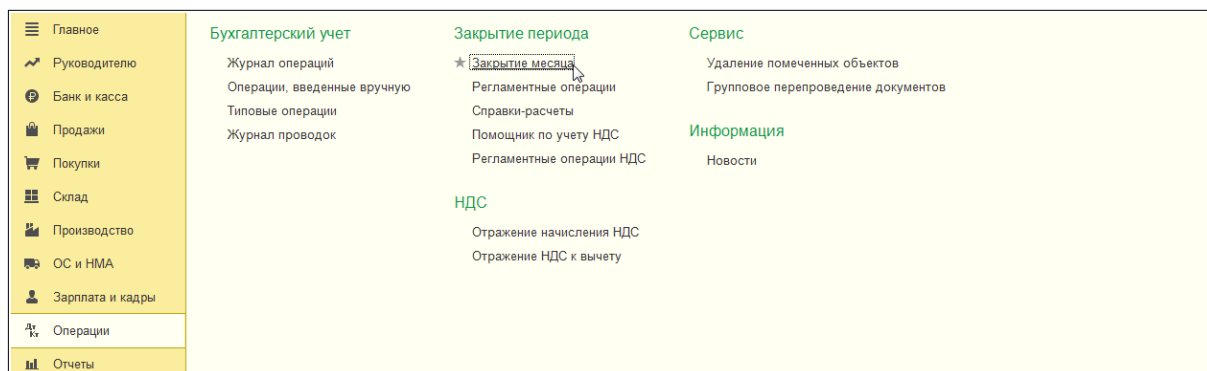 Главное
Руководителю
Банк и касса
Продажи
Покупки
Склад
Производство
ОС и НМА
Зарплата и кадры
Дт Кт Операции
Отчеты
Бухгалтерский учет
Журнал операций
Операции, введенные вручную
Типовые операции
Журнал проводок
Закрытие периода
Закрытие месяца
Регламентные операции
Справки-расчеты
Помощник по учету НДС
Регламентные операции НДС
НДС
Отражение начисления НДС
Отражение НДС к вычету
Сервис
Удаление помеченных объектов
Групповое перепроведение документов
Информация
Новости